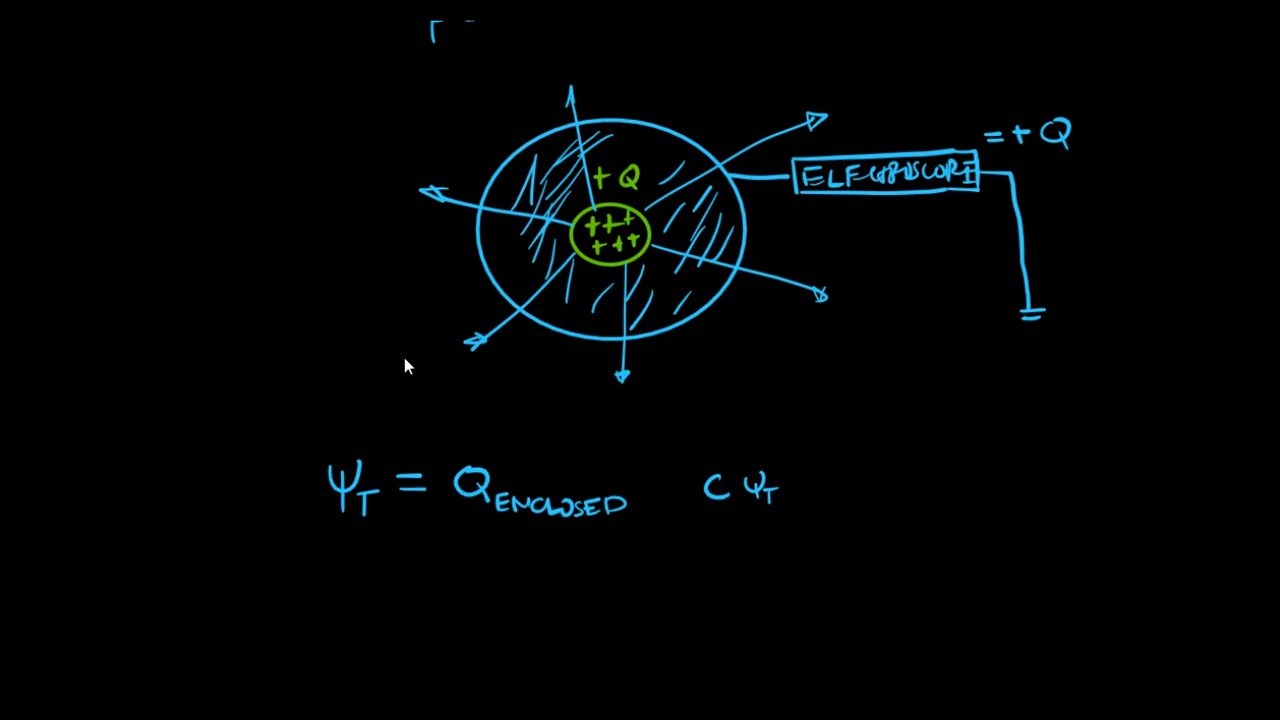 = + Q
+ Q
+ + +
+ + +
Ψ_T = Q_ENCLOSED C Ψ_T